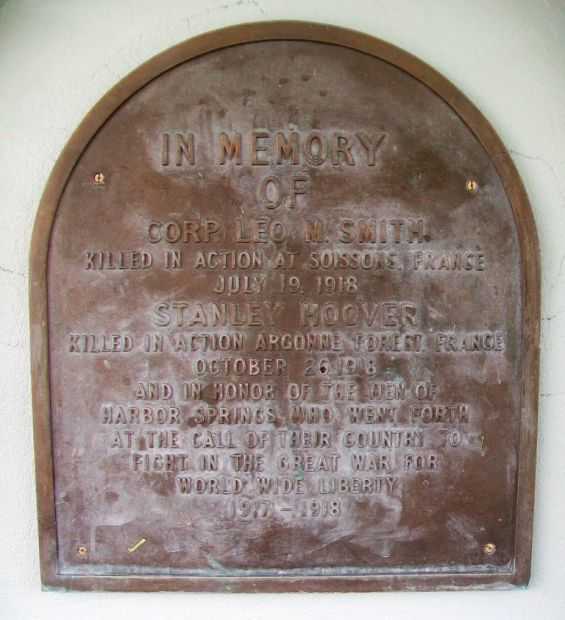 IN MEMORY
OF
CORP. LEO M. SMITH.
KILLED IN ACTION AT SOISSONS, FRANCE
JULY 19, 1918
STANLEY HOOVER
KILLED IN ACTION ARGONNE FOREST, FRANCE
OCTOBER 26, 1918
AND IN HONOR OF THE MEN OF
HARBOR SPRINGS, WHO WENT FORTH
AT THE CALL OF THEIR COUNTRY TO
FIGHT IN THE GREAT WAR FOR
WORLD WIDE LIBERTY
1917 - 1918